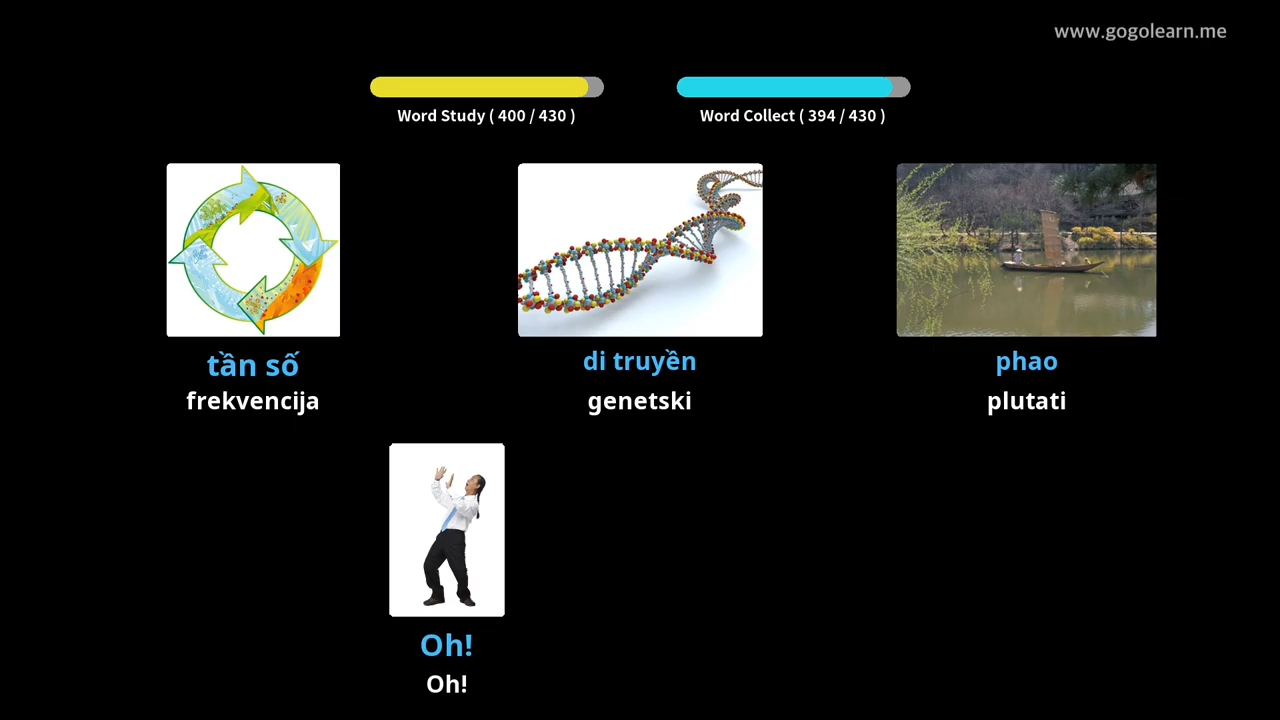 www.gogolearn.me
Word Study ( 400 / 430 )
Word Collect ( 394 / 430 )
tần số
frekvencija
di truyền
genetski
phao
plutati
Oh!
Oh!